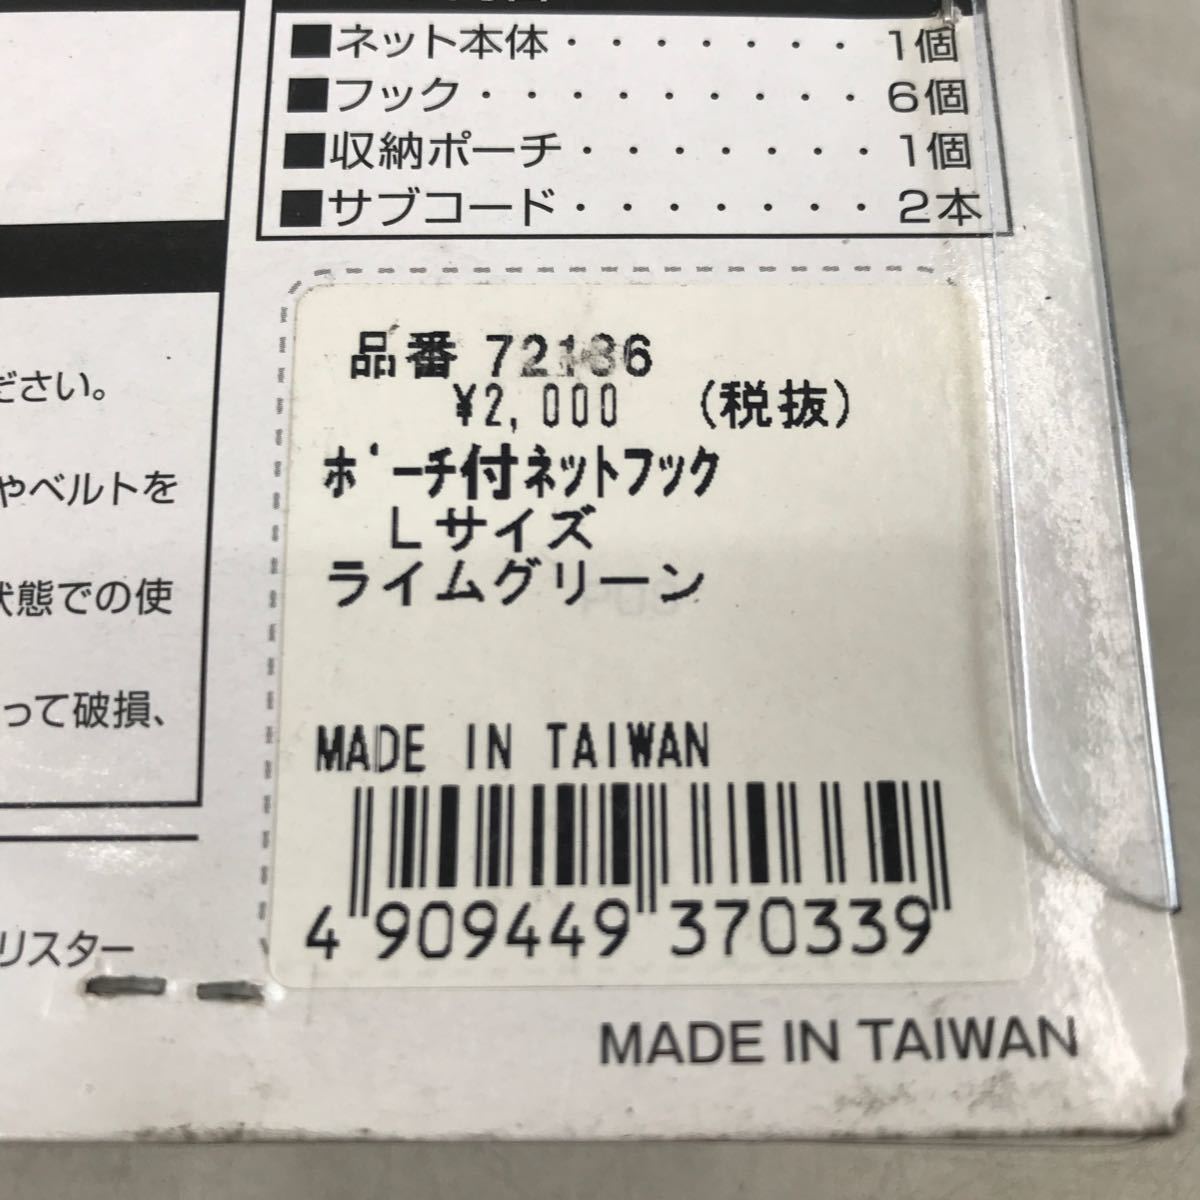 ■ネット本体・・・・・・・1個
■フック・・・・・・・・・6個
■収納ポーチ・・・・・・・1個
■サブコード・・・・・・・2本
ださい。
やベルトを
状態での使
って破損、
リスター
品番 72136
¥2,000 (税抜)
ポーチ付ネットフック
Lサイズ
ライムグリーン
MADE IN TAIWAN
4 909449 370339
MADE IN TAIWAN